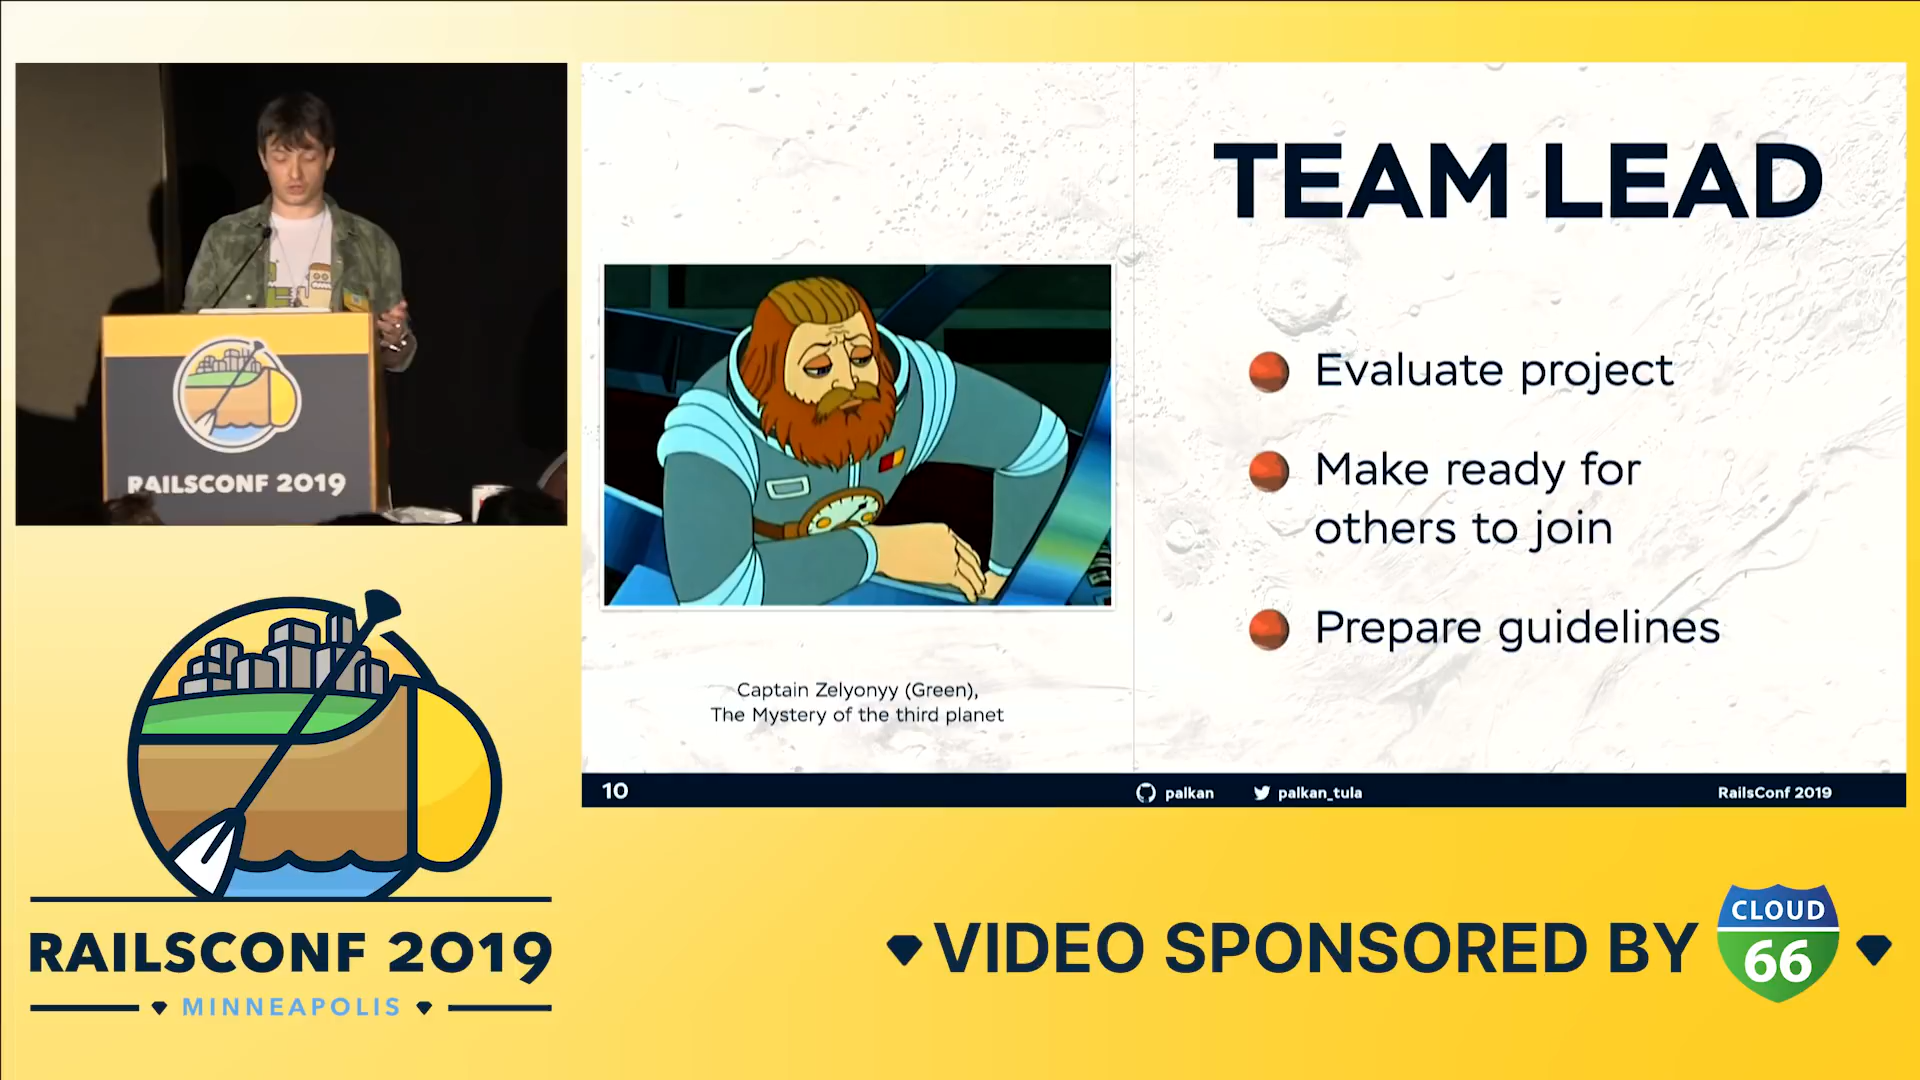 RAILSCONF 2019
TEAM LEAD
Evaluate project
Make ready for
others to join
Prepare guidelines
Captain Zelyonyy (Green),
The Mystery of the third planet
10
palkan
palkan_tula
RailsConf 2019
RAILSCONF 2019
MINNEAPOLIS
VIDEO SPONSORED BY
CLOUD
66